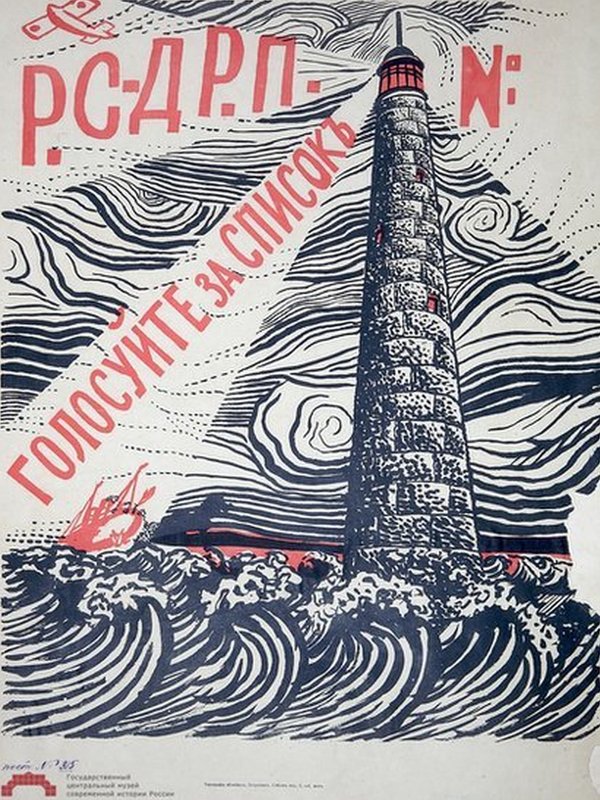 Р.С-Д Р.П. №:
ГОЛОСУЙТЕ ЗА СПИСОКЪ
Государственный
центральный музей
современной истории России